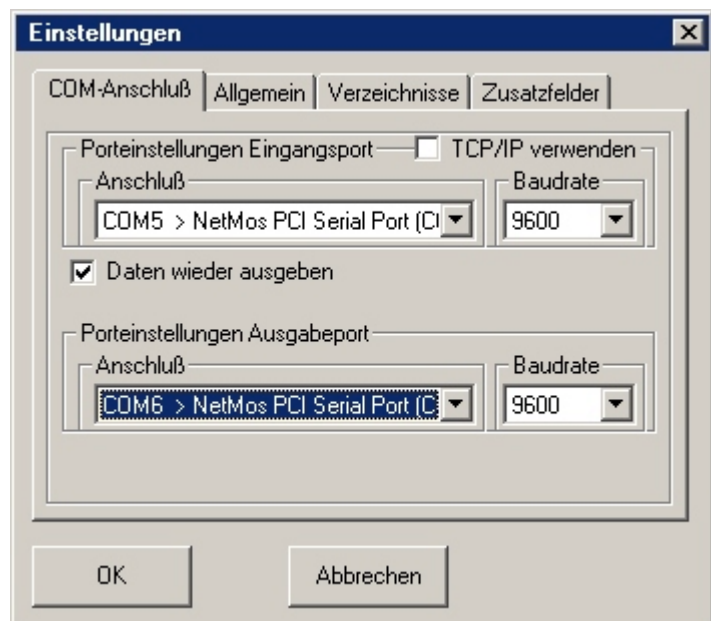 Einstellungen
COM-Anschluß Allgemein Verzeichnisse Zusatzfelder
Porteinstellungen Eingangsport TCP/IP verwenden
Anschluß Baudrate
COM5 > NetMos PCI Serial Port (C 9600
Daten wieder ausgeben
Porteinstellungen Ausgabeport
Anschluß Baudrate
COM6 > NetMos PCI Serial Port (C 9600
OK Abbrechen